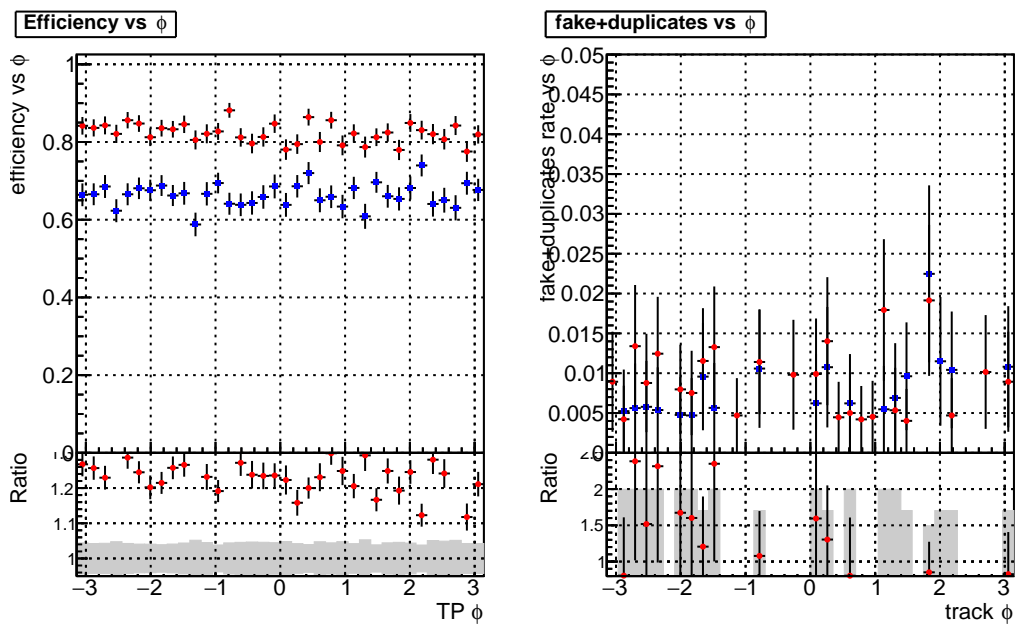 Efficiency vs ϕ
efficiency vs ϕ
1
0.8
0.6
0.4
0.2
0
Ratio
1.3
1.2
1.1
1
−3 −2 −1 0 1 2 3
TP ϕ
fake+duplicates vs ϕ
fake+duplicates rate vs ϕ
0.05
0.045
0.04
0.035
0.03
0.025
0.02
0.015
0.01
0.005
0
Ratio
2
1.5
1
−3 −2 −1 0 1 2 3
track ϕ